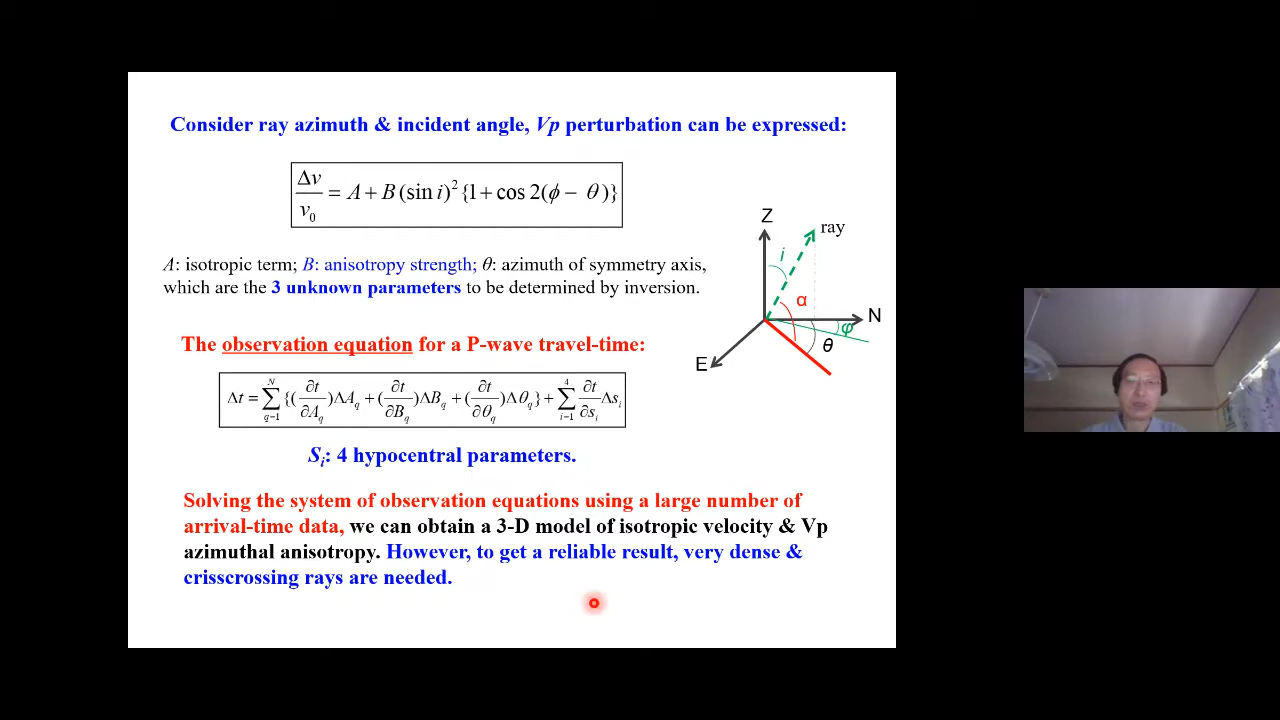 Consider ray azimuth & incident angle, Vp perturbation can be expressed:
Δv/v₀ = A + B (sin i)² {1 + cos 2(ϕ − θ)}
A: isotropic term; B: anisotropy strength; θ: azimuth of symmetry axis,
which are the 3 unknown parameters to be determined by inversion.
Z
ray
i
α
N
φ
θ
E
The observation equation for a P-wave travel-time:
Δt = ∑_{q=1}^{N} {(∂t/∂A_q)ΔA_q + (∂t/∂B_q)ΔB_q + (∂t/∂θ_q)Δθ_q} + ∑_{i=1}^{4} ∂t/∂s_i Δs_i
Sᵢ: 4 hypocentral parameters.
Solving the system of observation equations using a large number of
arrival-time data, we can obtain a 3-D model of isotropic velocity & Vp
azimuthal anisotropy. However, to get a reliable result, very dense &
crisscrossing rays are needed.